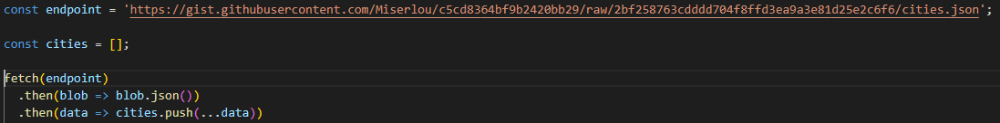 const endpoint = 'https://gist.githubusercontent.com/Miserlou/c5cd8364bf9b2420bb29/raw/2bf258763cdddd704f8ffd3ea9a3e81d25e2c6f6/cities.json';
const cities = [];
fetch(endpoint)
.then(blob => blob.json())
.then(data => cities.push(...data))